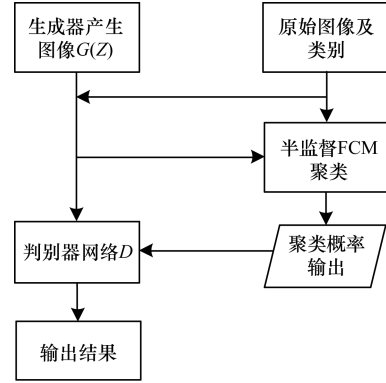 生成器产生
图像G(Z)
原始图像及
类别
半监督FCM
聚类
判别器网络D
聚类概率
输出
输出结果